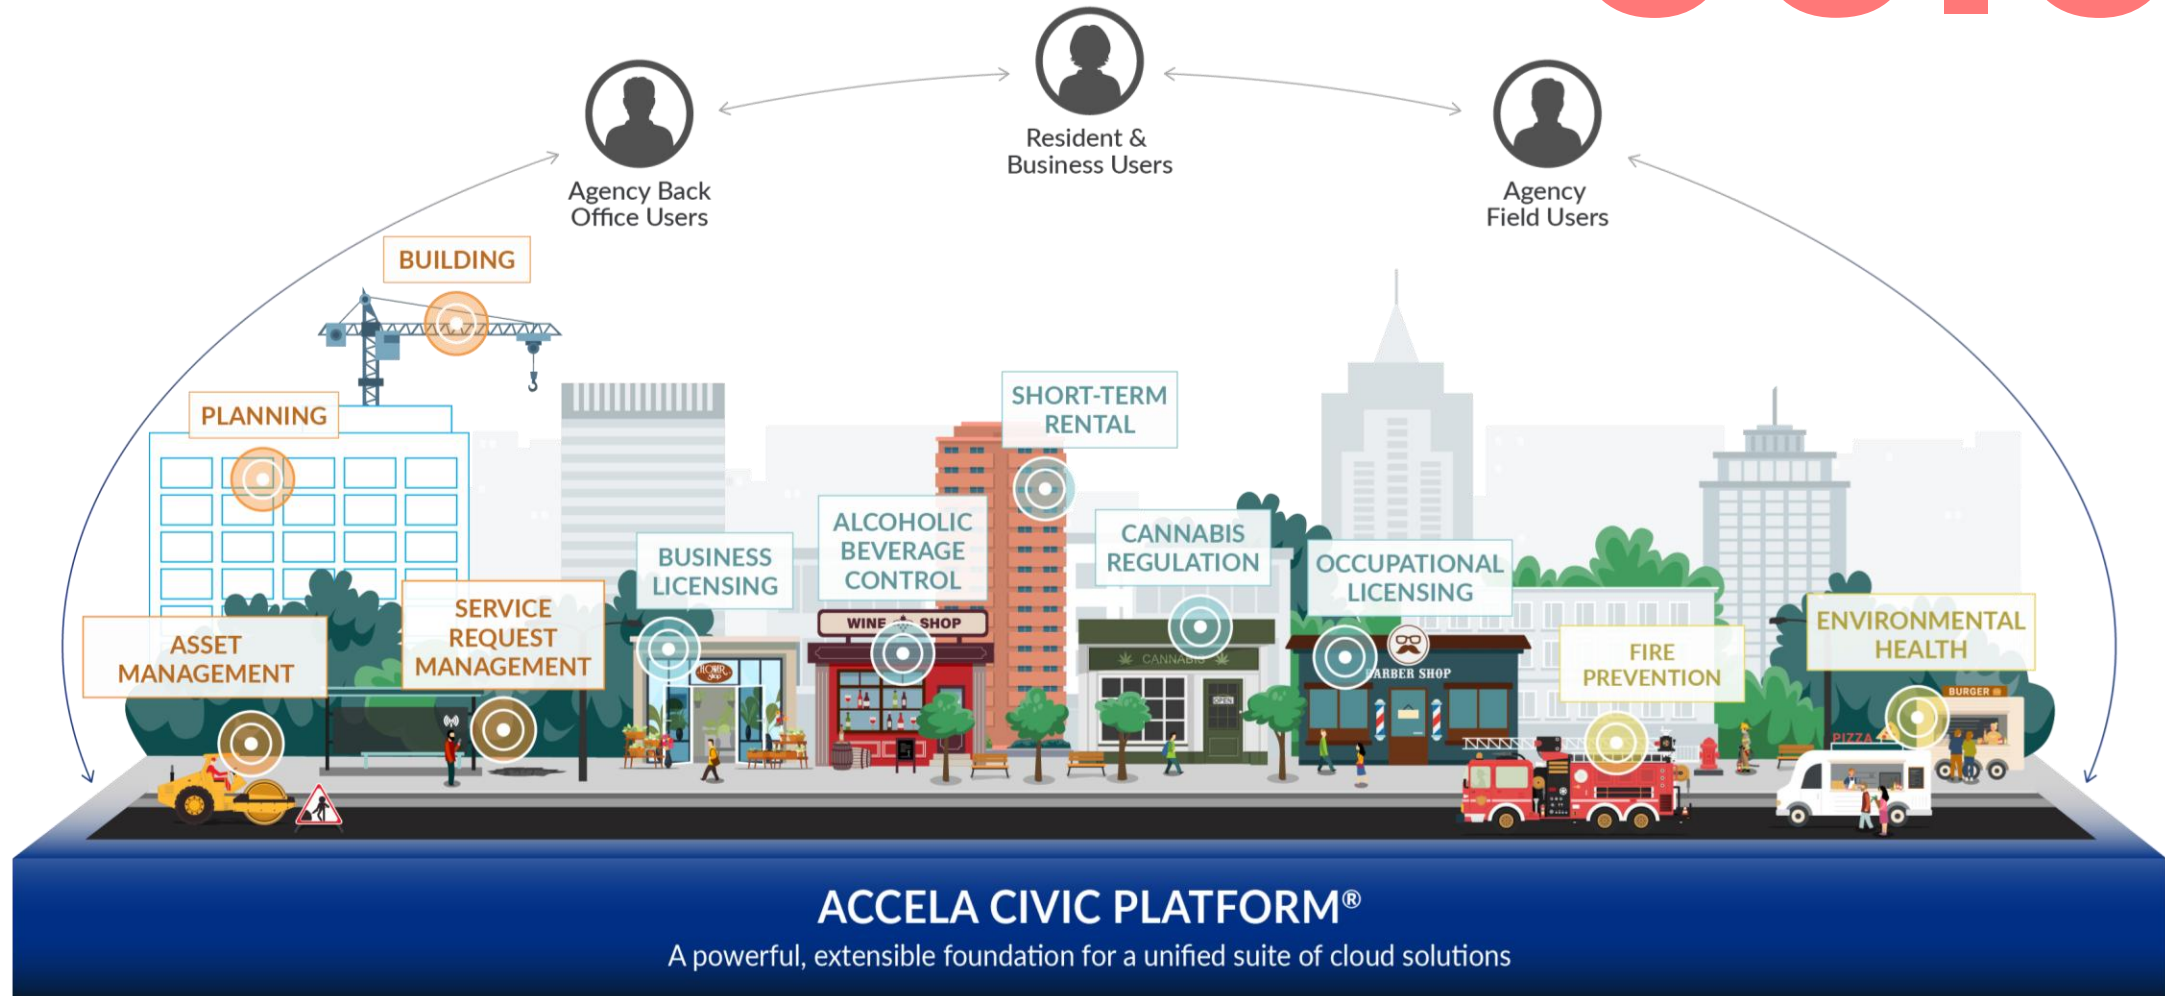 Resident &
Business Users
Agency Back
Office Users
Agency
Field Users
BUILDING
PLANNING
SHORT-TERM
RENTAL
ALCOHOLIC
BEVERAGE
CONTROL
CANNABIS
REGULATION
BUSINESS
LICENSING
OCCUPATIONAL
LICENSING
SERVICE
REQUEST
MANAGEMENT
ASSET
MANAGEMENT
ENVIRONMENTAL
HEALTH
FIRE
PREVENTION
WINE SHOP
CANNABIS
BARBER SHOP
OPEN
BURGER
PIZZA
ACCELA CIVIC PLATFORM®
A powerful, extensible foundation for a unified suite of cloud solutions